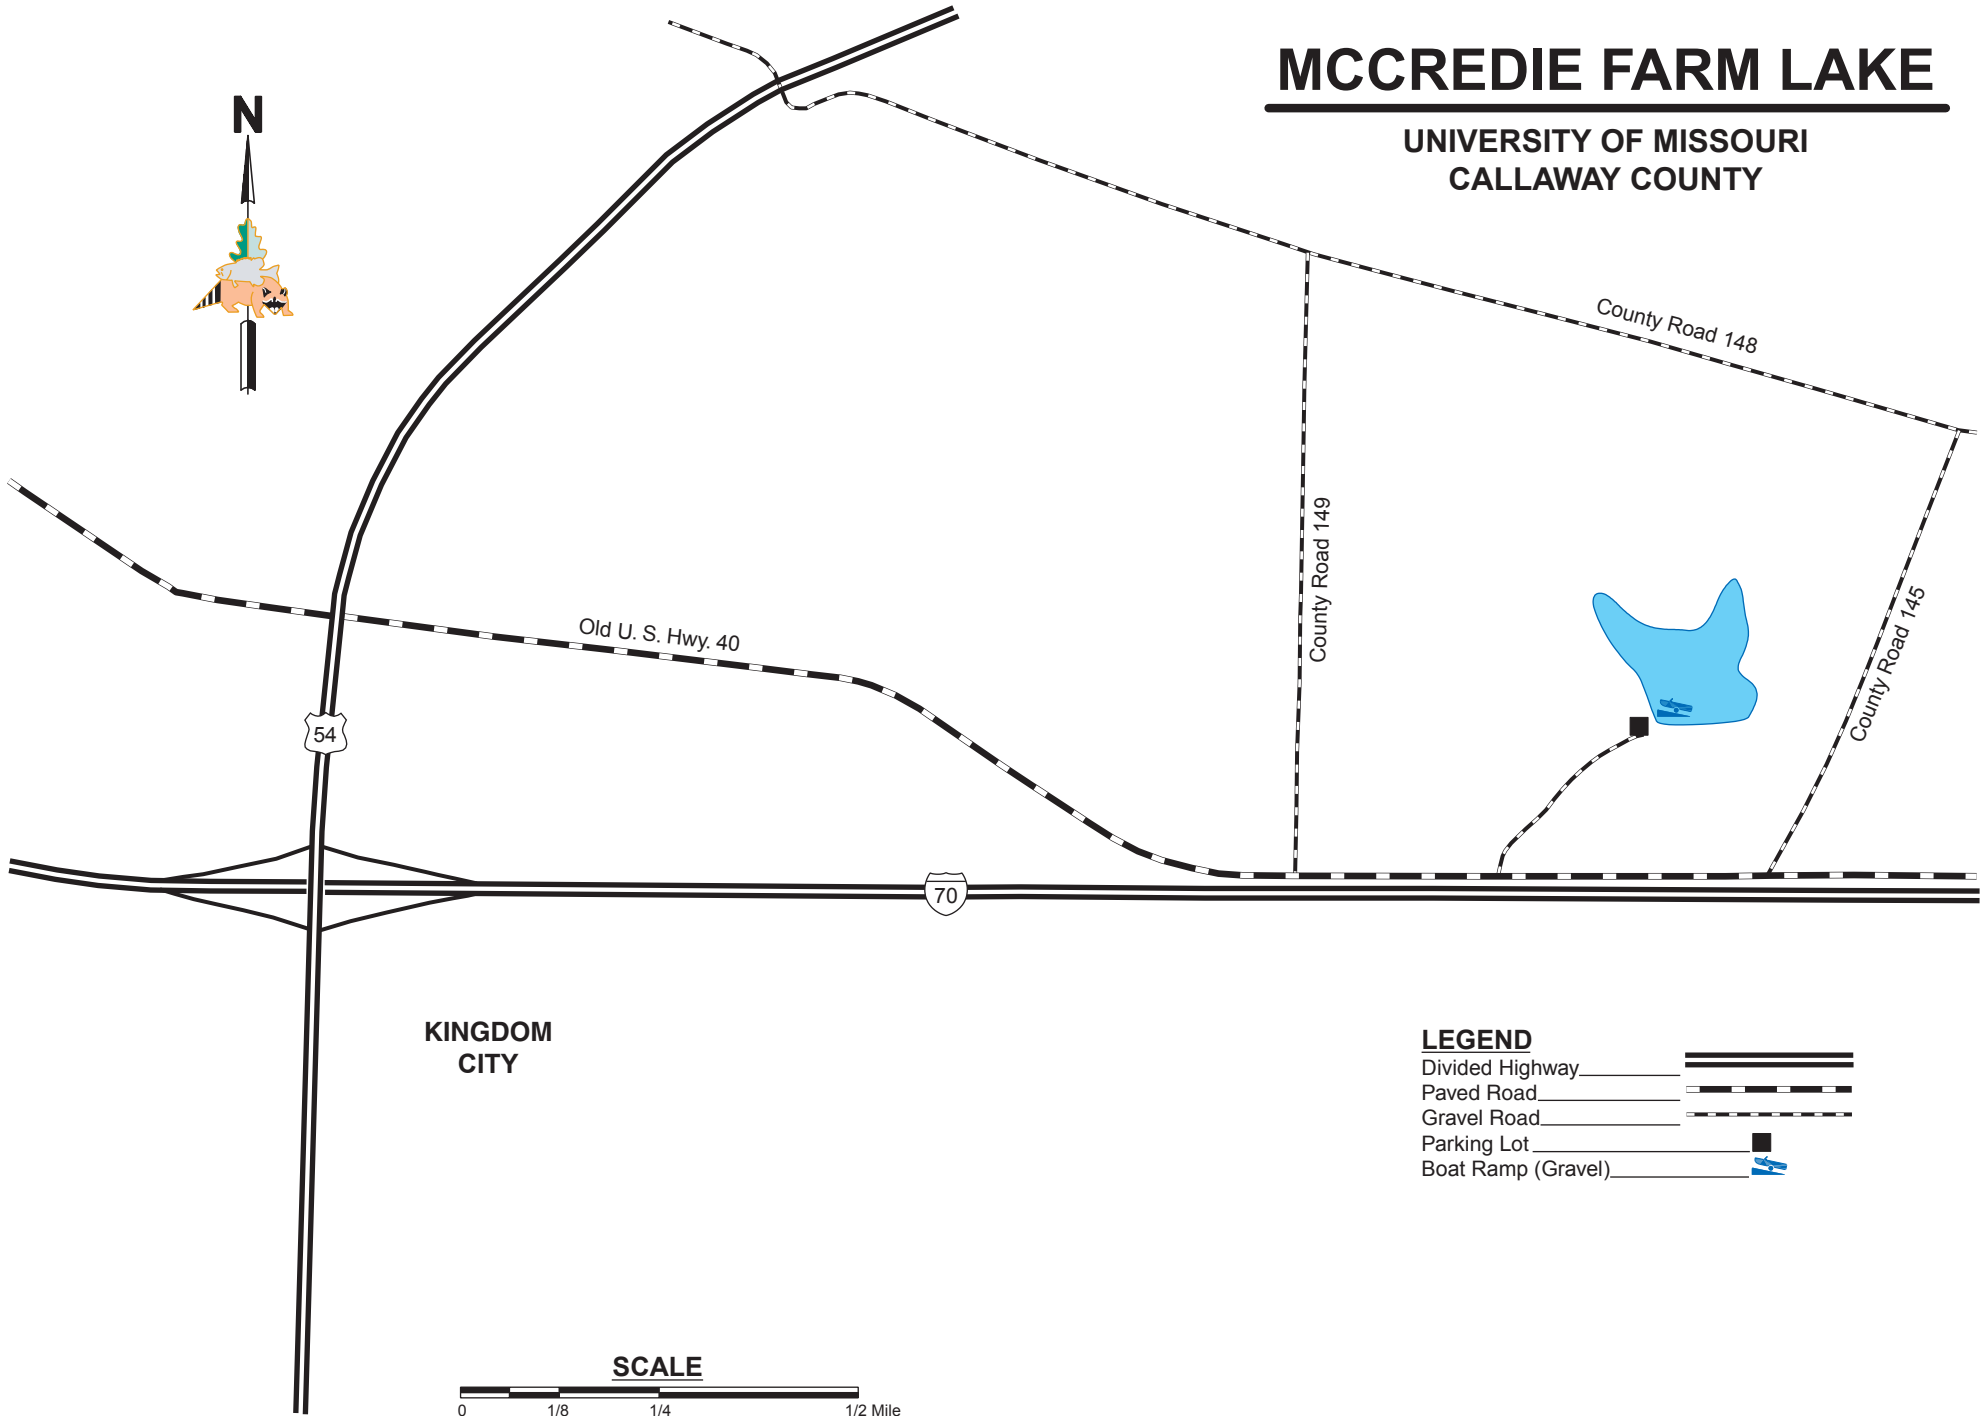 MCCREDIE FARM LAKE
UNIVERSITY OF MISSOURI
CALLAWAY COUNTY
N
County Road 148
County Road 149
County Road 145
Old U. S. Hwy. 40
54
70
KINGDOM
CITY
LEGEND
Divided Highway
Paved Road
Gravel Road
Parking Lot
Boat Ramp (Gravel)
SCALE
0 1/8 1/4 1/2 Mile